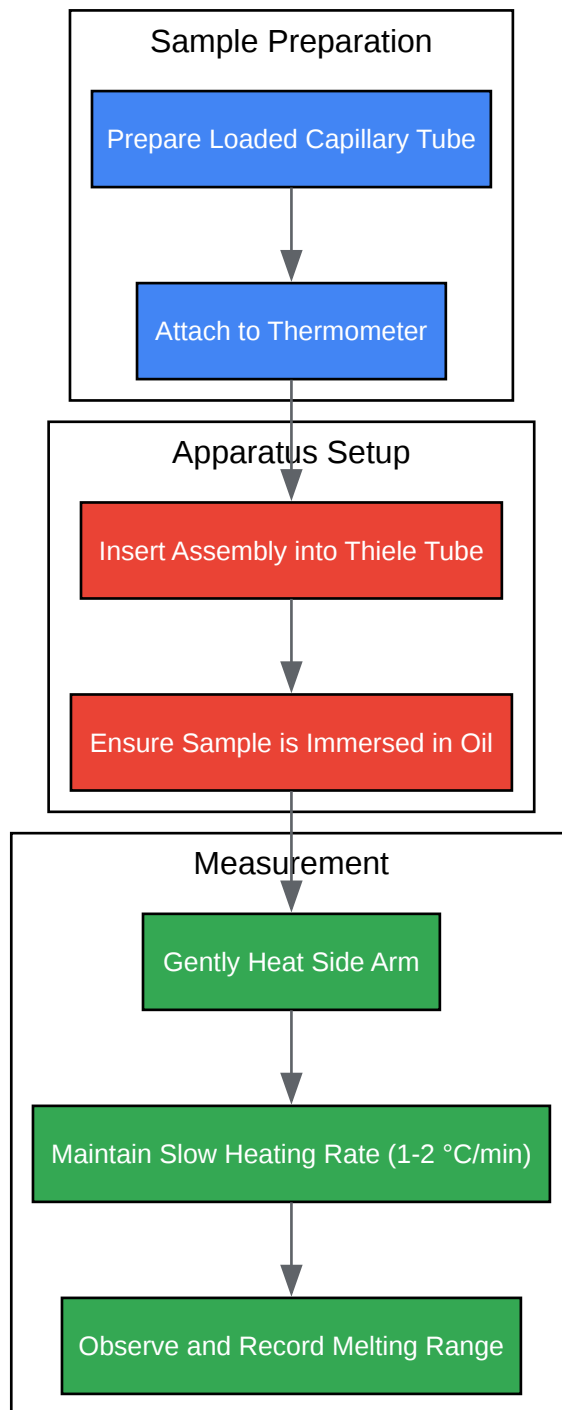 Sample Preparation
Prepare Loaded Capillary Tube
Attach to Thermometer
Apparatus Setup
Insert Assembly into Thiele Tube
Ensure Sample is Immersed in Oil
Measurement
Gently Heat Side Arm
Maintain Slow Heating Rate (1-2 °C/min)
Observe and Record Melting Range